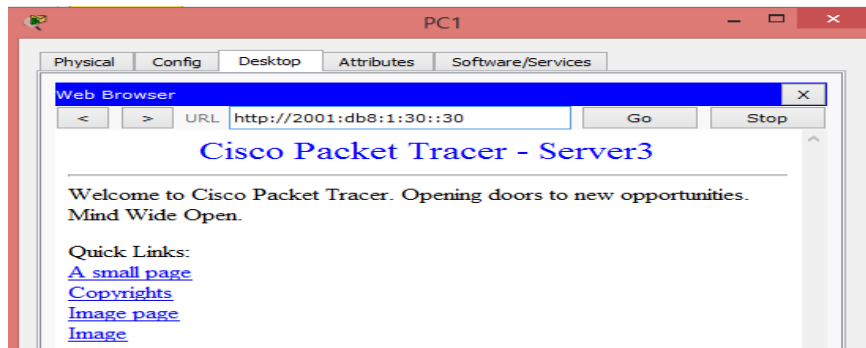 PC1
Physical Config Desktop Attributes Software/Services
Web Browser X
< > URL http://2001:db8:1:30::30 Go Stop
Cisco Packet Tracer - Server3
Welcome to Cisco Packet Tracer. Opening doors to new opportunities.
Mind Wide Open.
Quick Links:
A small page
Copyrights
Image page
Image